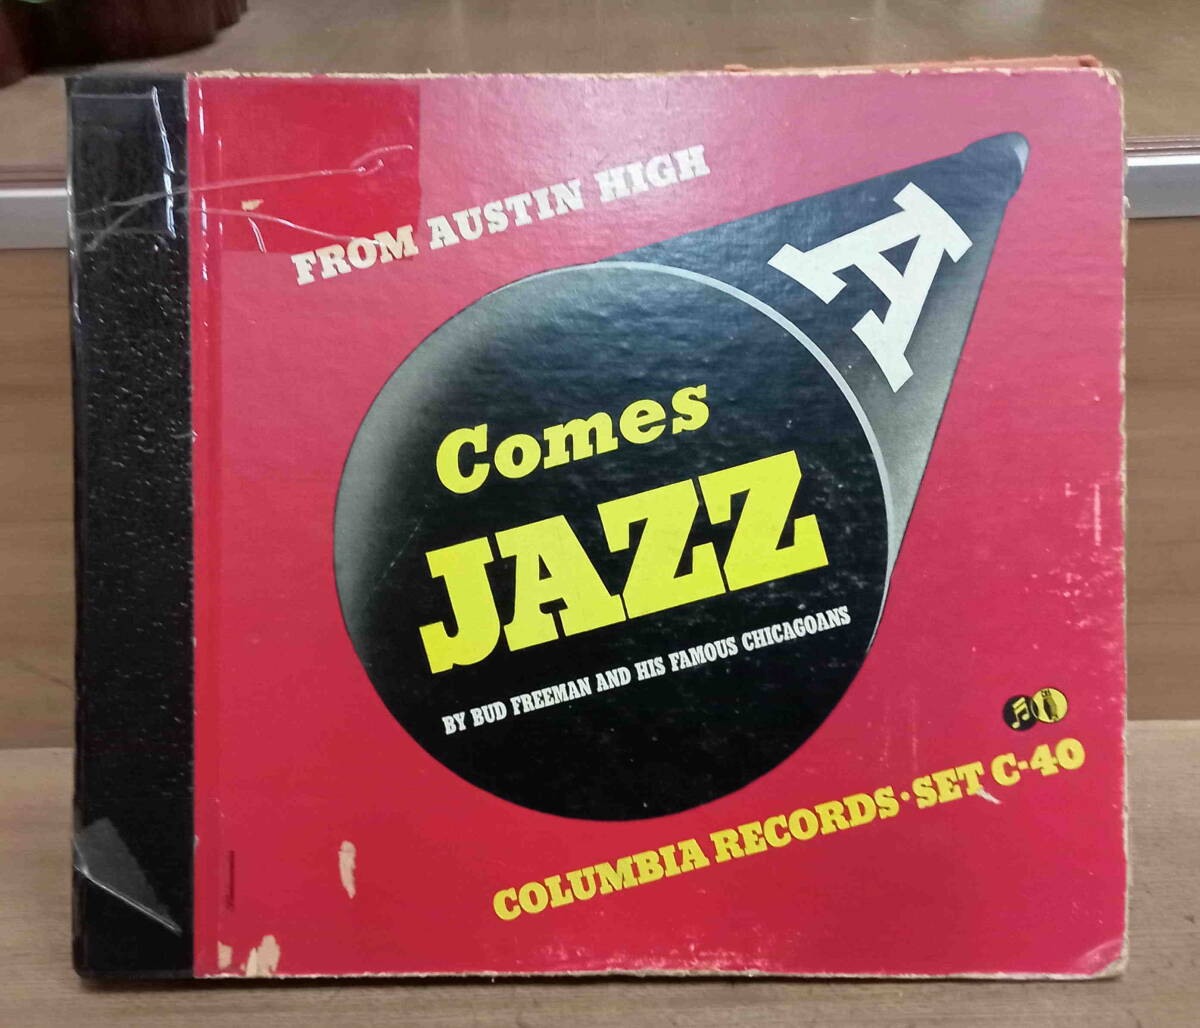 FROM AUSTIN HIGH
A
Comes
JAZZ
BY BUD FREEMAN AND HIS FAMOUS CHICAGOANS
COLUMBIA RECORDS · SET C-40